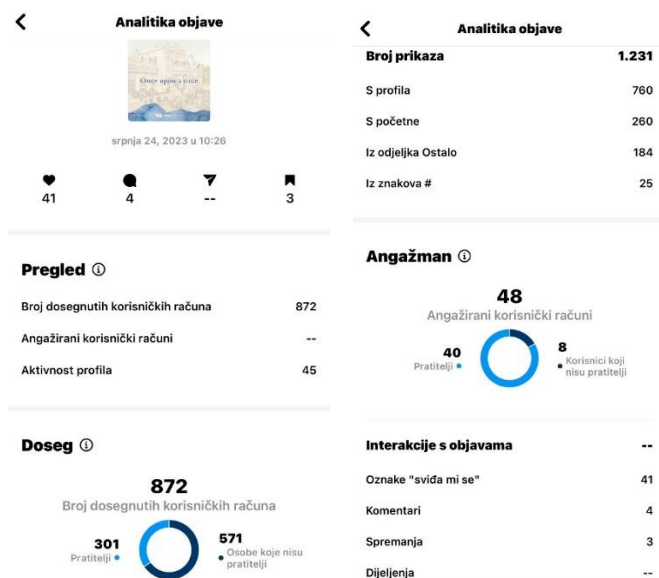 Analitika objave
Once upon a time
srpnja 24, 2023 u 10:26
41 4 -- 3
Pregled
Broj dosegnutih korisničkih računa 872
Angažirani korisnički računi --
Aktivnost profila 45
Doseg
872
Broj dosegnutih korisničkih računa
301
Pratitelji
571
Osobe koje nisu
pratitelji
Analitika objave
Broj prikaza 1.231
S profila 760
S početne 260
Iz odjeljka Ostalo 184
Iz znakova # 25
Angažman
48
Angažirani korisnički računi
40
Pratitelji
8
Korisnici koji
nisu pratitelji
Interakcije s objavama --
Oznake "sviđa mi se" 41
Komentari 4
Spremanja 3
Dijeljenja --